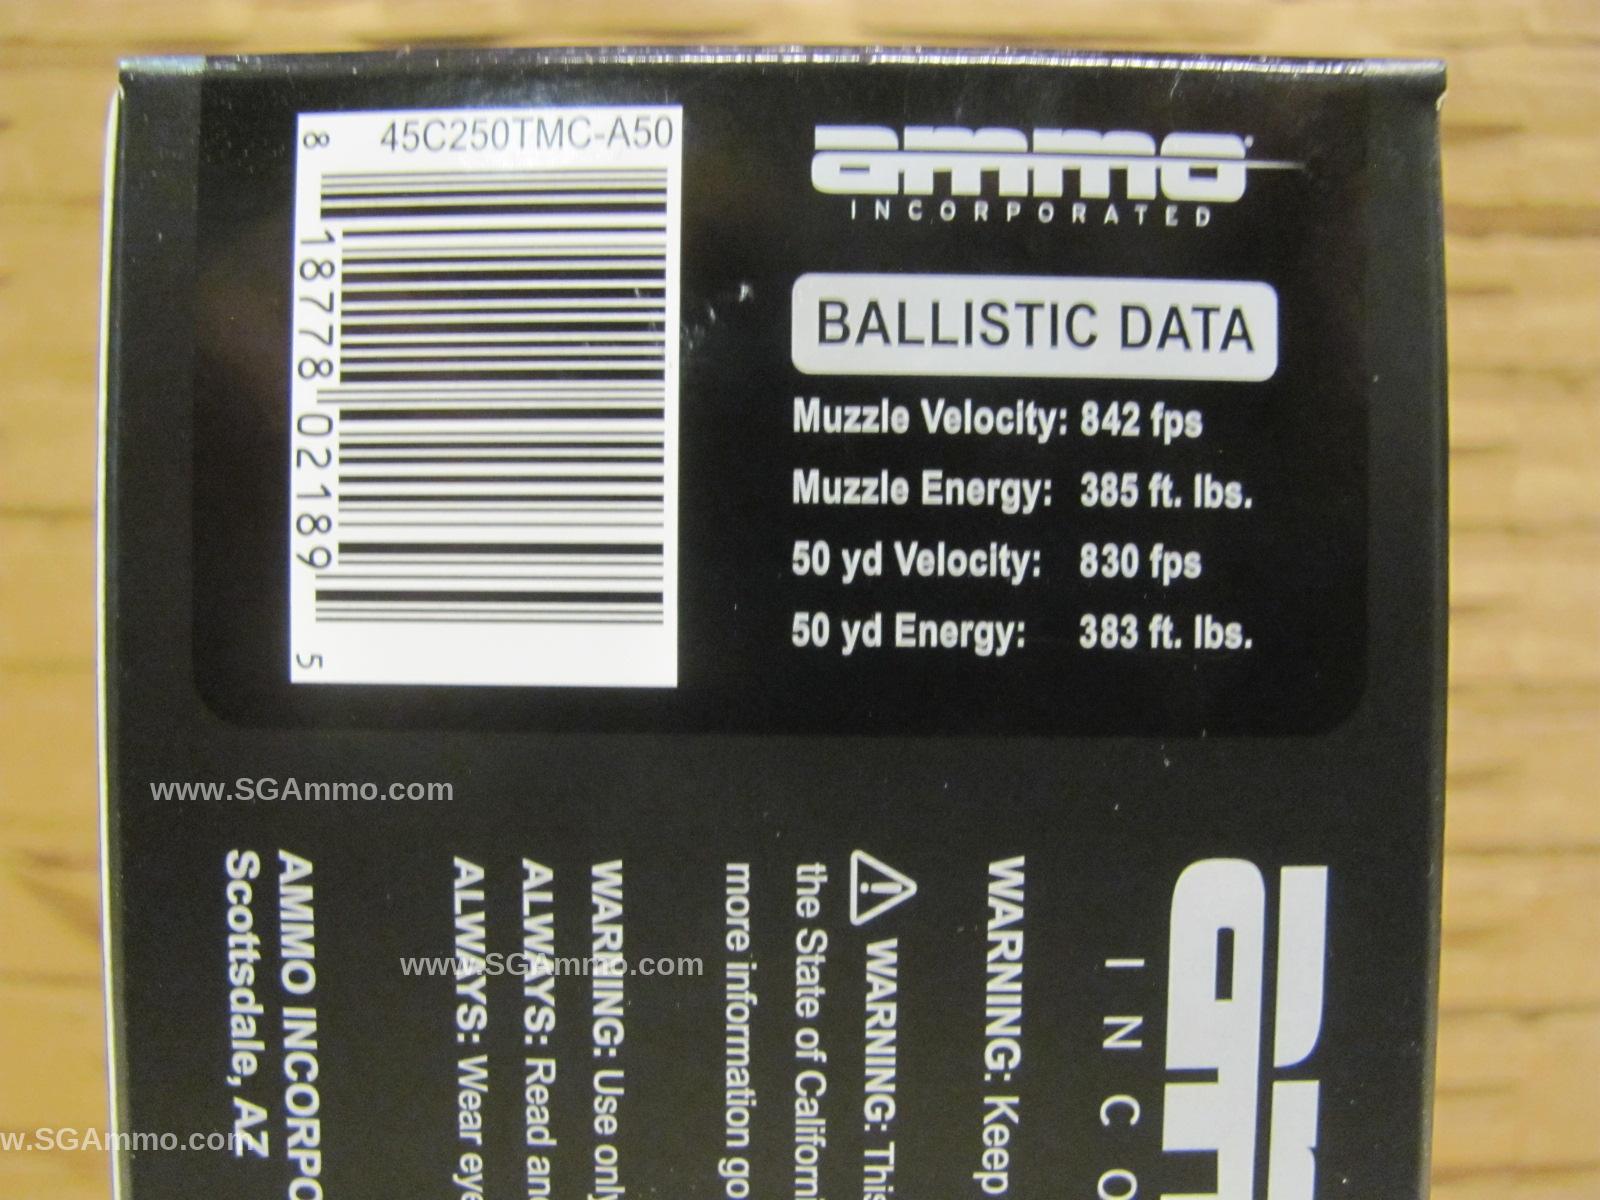 45C250TMC-A50
8 18778 02189 5
ammo
INCORPORATED
BALLISTIC DATA
Muzzle Velocity: 842 fps
Muzzle Energy: 385 ft. lbs.
50 yd Velocity: 830 fps
50 yd Energy: 383 ft. lbs.
www.SGAmmo.com
INCO
WARNING: Keep
WARNING: This
the State of Californi
more information go
WARNING: Use only
ALWAYS: Read and
ALWAYS: Wear eye
AMMO INCORPO
Scottsdale, AZ
www.SGAmmo.com
w.SGAmmo.com